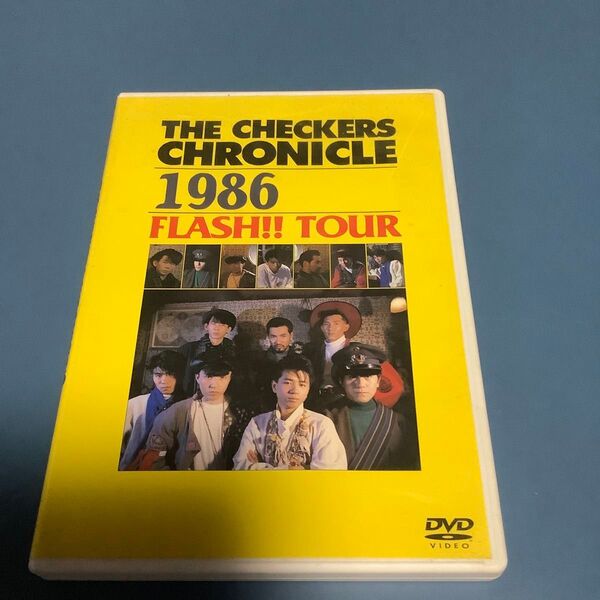 THE CHECKERS
CHRONICLE
1986
FLASH!! TOUR
DVD
VIDEO